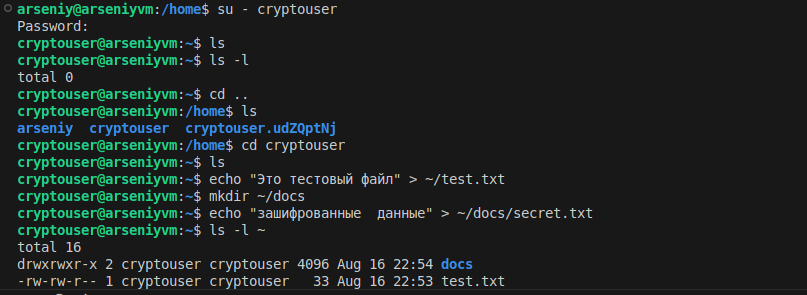 arseniy@arseniyvm:/home$ su - cryptouser
Password:
cryptouser@arseniyvm:~$ ls
cryptouser@arseniyvm:~$ ls -l
total 0
cryptouser@arseniyvm:~$ cd ..
cryptouser@arseniyvm:/home$ ls
arseniy  cryptouser  cryptouser.udZQptNj
cryptouser@arseniyvm:/home$ cd cryptouser
cryptouser@arseniyvm:~$ ls
cryptouser@arseniyvm:~$ echo "Это тестовый файл" > ~/test.txt
cryptouser@arseniyvm:~$ mkdir ~/docs
cryptouser@arseniyvm:~$ echo "зашифрованные  данные" > ~/docs/secret.txt
cryptouser@arseniyvm:~$ ls -l ~
total 16
drwxrwxr-x 2 cryptouser cryptouser 4096 Aug 16 22:54 docs
-rw-rw-r-- 1 cryptouser cryptouser   33 Aug 16 22:53 test.txt